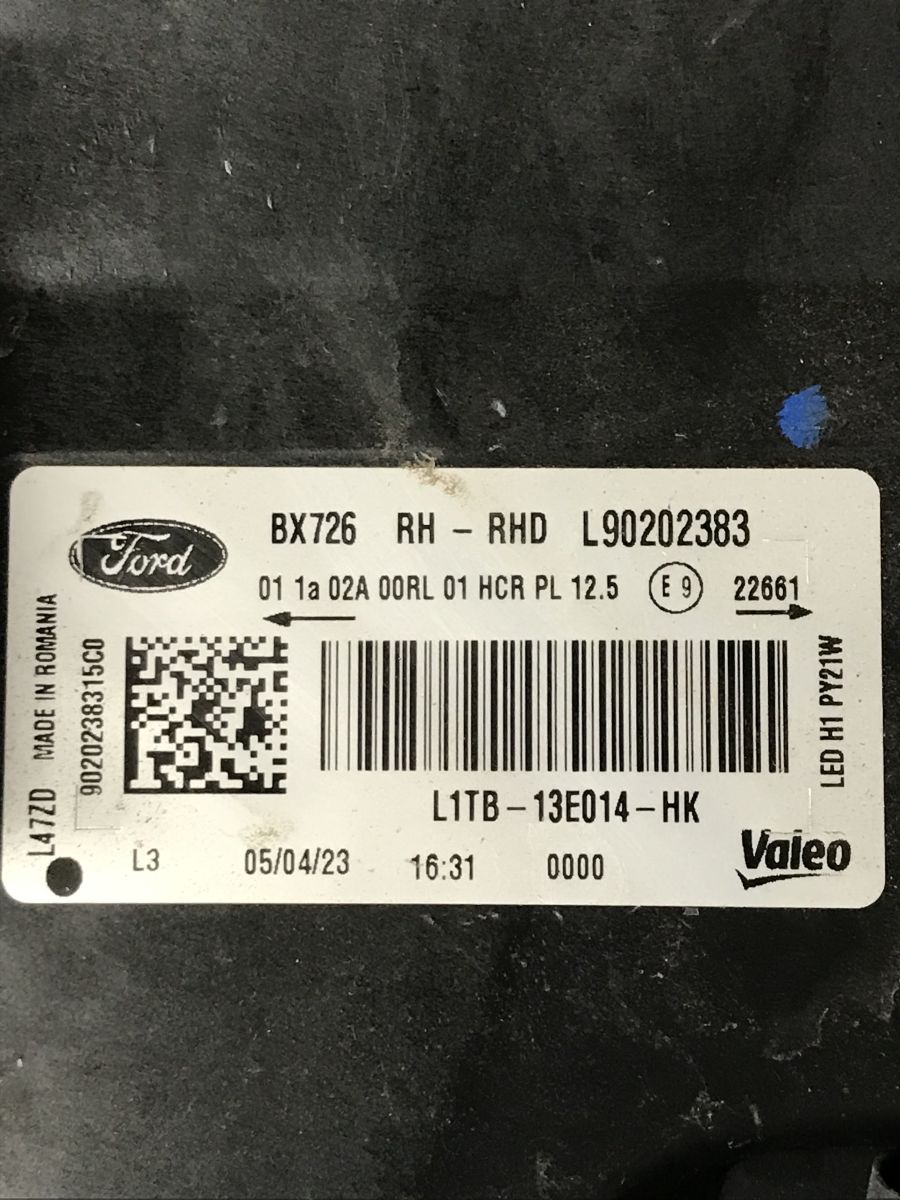 Ford
BX726 RH - RHD L90202383
01 1a 02A 00RL 01 HCR PL 12.5 E 9 22661
L47ZD MADE IN ROMANIA
9020238315C0
LED H1 PY21W
L1TB-13E014-HK
L3 05/04/23 16:31 0000
Valeo